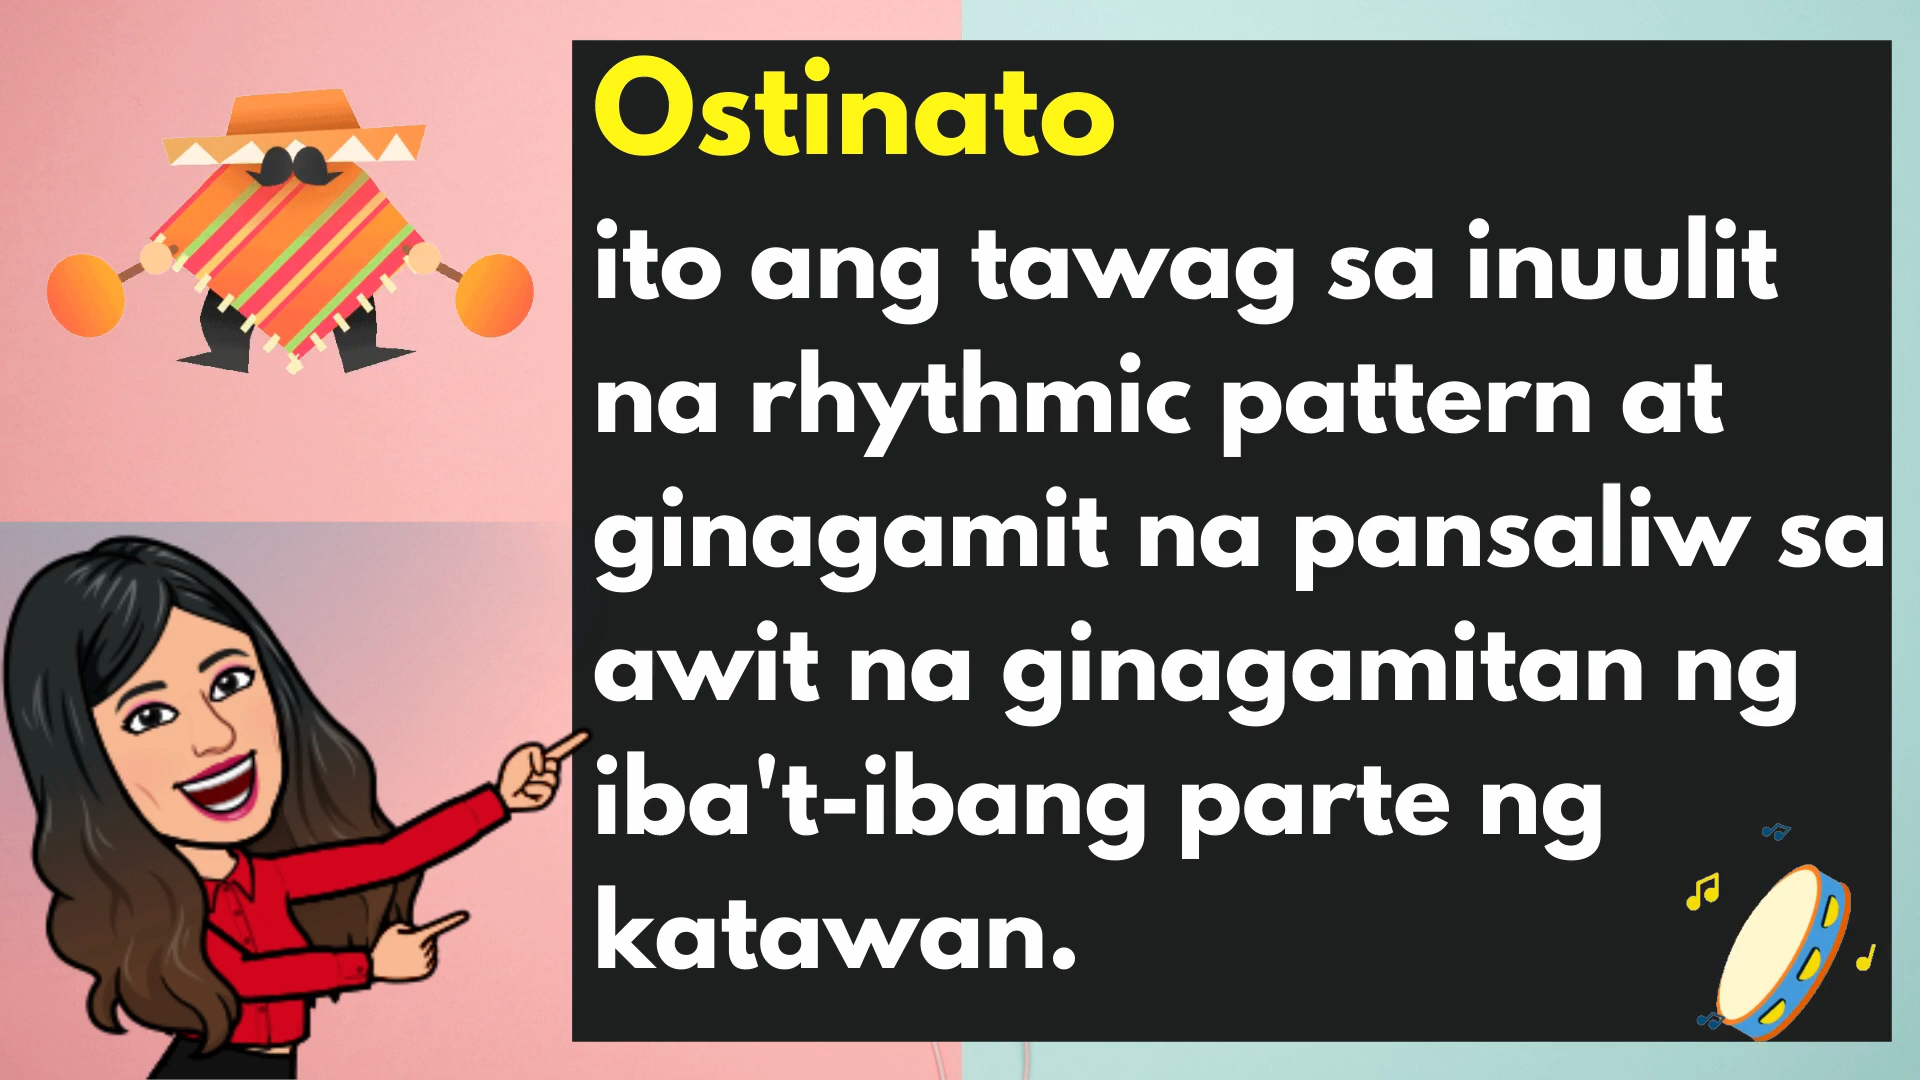 Ostinato
ito ang tawag sa inuulit
na rhythmic pattern at
ginagamit na pansaliw sa
awit na ginagamitan ng
iba't-ibang parte ng
katawan.